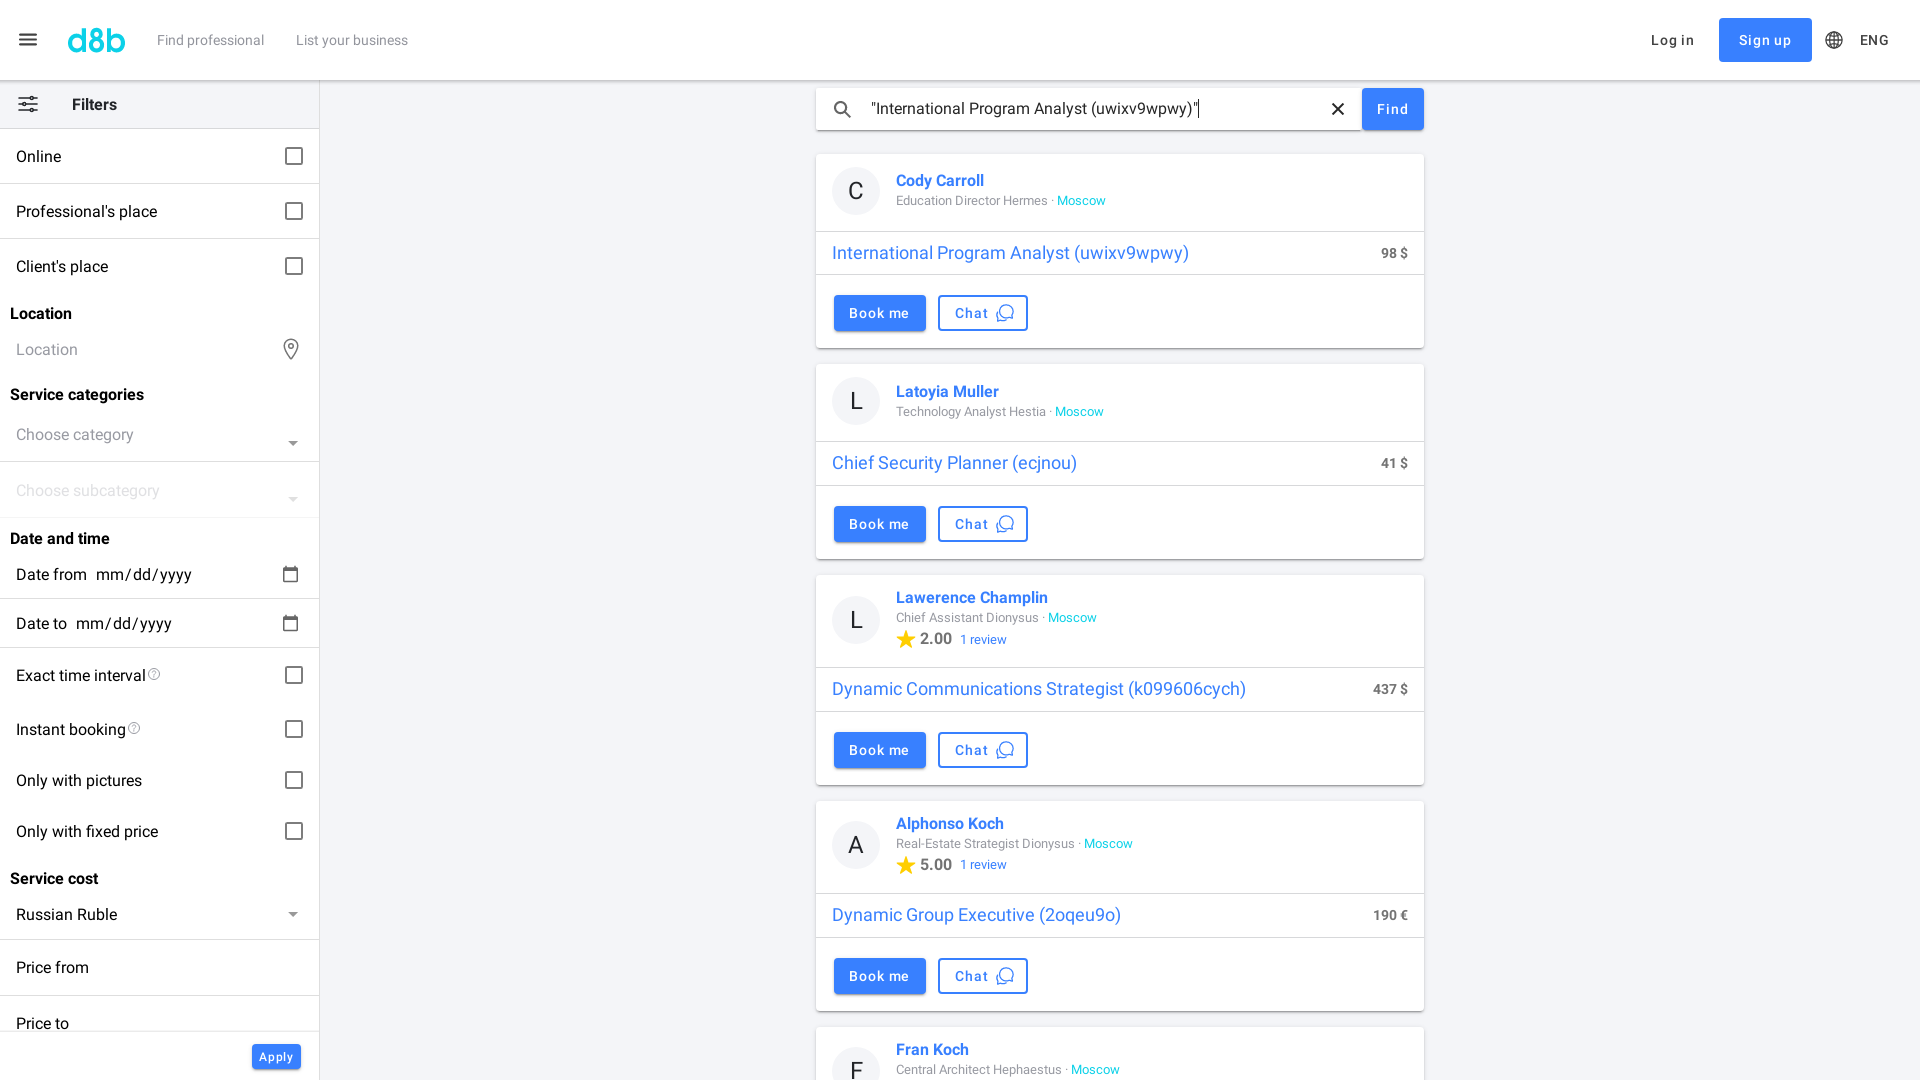 d8b
Find professional
List your business
Log in
Sign up
ENG
Filters
Online
Professional's place
Client's place
Location
Location
Service categories
Choose category
Choose subcategory
Date and time
Date from mm/dd/yyyy
Date to mm/dd/yyyy
Exact time interval
Instant booking
Only with pictures
Only with fixed price
Service cost
Russian Ruble
Price from
Price to
Apply
"International Program Analyst (uwixv9wpwy)"
Find
C
Cody Carroll
Education Director Hermes · Moscow
International Program Analyst (uwixv9wpwy) 98 $
Book me Chat
L
Latoyia Muller
Technology Analyst Hestia · Moscow
Chief Security Planner (ecjnou) 41 $
Book me Chat
L
Lawerence Champlin
Chief Assistant Dionysus · Moscow
2.00 1 review
Dynamic Communications Strategist (k099606cych) 437 $
Book me Chat
A
Alphonso Koch
Real-Estate Strategist Dionysus · Moscow
5.00 1 review
Dynamic Group Executive (2oqeu9o) 190 €
Book me Chat
F
Fran Koch
Central Architect Hephaestus · Moscow